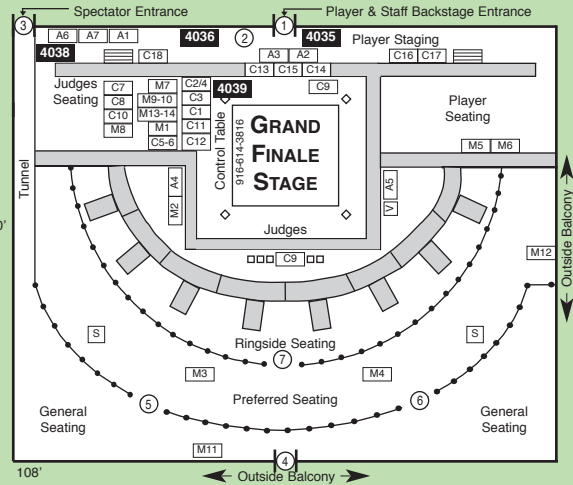 3 Spectator Entrance
1 Player & Staff Backstage Entrance
A6 A7 A1
4036
2
4035
Player Staging
4038
C18
A3 A2
C16 C17
C13 C15 C14
Judges
Seating
C7
C8
C10
M8
M7
M9-10
M13-14
M1
C5-6
C2/4
C3
C1
C11
C12
4039
C9
Control Table
916-614-3816
GRAND
FINALE
STAGE
Player
Seating
M5 M6
Tunnel
A4
M2
A5
V
Judges
C9
Outside Balcony
M12
0'
S
S
Ringside Seating
7
M3
M4
5
Preferred Seating
6
General
Seating
General
Seating
M11
4
108'
Outside Balcony